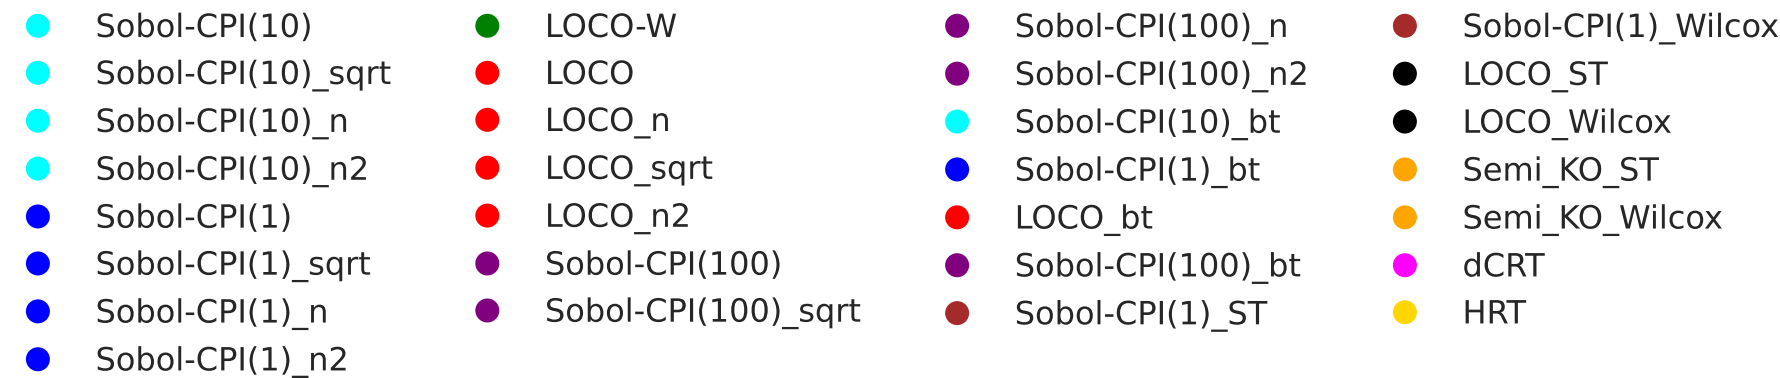 Sobol-CPI(10)
Sobol-CPI(10)_sqrt
Sobol-CPI(10)_n
Sobol-CPI(10)_n2
Sobol-CPI(1)
Sobol-CPI(1)_sqrt
Sobol-CPI(1)_n
Sobol-CPI(1)_n2
LOCO-W
LOCO
LOCO_n
LOCO_sqrt
LOCO_n2
Sobol-CPI(100)
Sobol-CPI(100)_sqrt
Sobol-CPI(100)_n
Sobol-CPI(100)_n2
Sobol-CPI(10)_bt
Sobol-CPI(1)_bt
LOCO_bt
Sobol-CPI(100)_bt
Sobol-CPI(1)_ST
Sobol-CPI(1)_Wilcox
LOCO_ST
LOCO_Wilcox
Semi_KO_ST
Semi_KO_Wilcox
dCRT
HRT